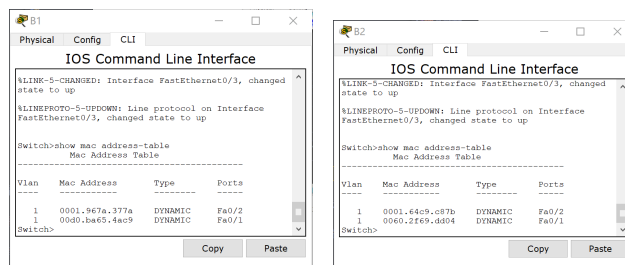 B1
Physical Config CLI
IOS Command Line Interface
%LINK-5-CHANGED: Interface FastEthernet0/3, changed
state to up
%LINEPROTO-5-UPDOWN: Line protocol on Interface
FastEthernet0/3, changed state to up
Switch>show mac address-table
Mac Address Table
-------------------------------------------
Vlan Mac Address Type Ports
---- ----------- -------- -----
1 0001.967a.377a DYNAMIC Fa0/2
1 00d0.ba65.4ac9 DYNAMIC Fa0/1
Switch>
Copy Paste
B2
Physical Config CLI
IOS Command Line Interface
%LINK-5-CHANGED: Interface FastEthernet0/3, changed
state to up
%LINEPROTO-5-UPDOWN: Line protocol on Interface
FastEthernet0/3, changed state to up
Switch>show mac address-table
Mac Address Table
-------------------------------------------
Vlan Mac Address Type Ports
---- ----------- -------- -----
1 0001.64c9.c87b DYNAMIC Fa0/2
1 0060.2f69.dd04 DYNAMIC Fa0/1
Switch>
Copy Paste